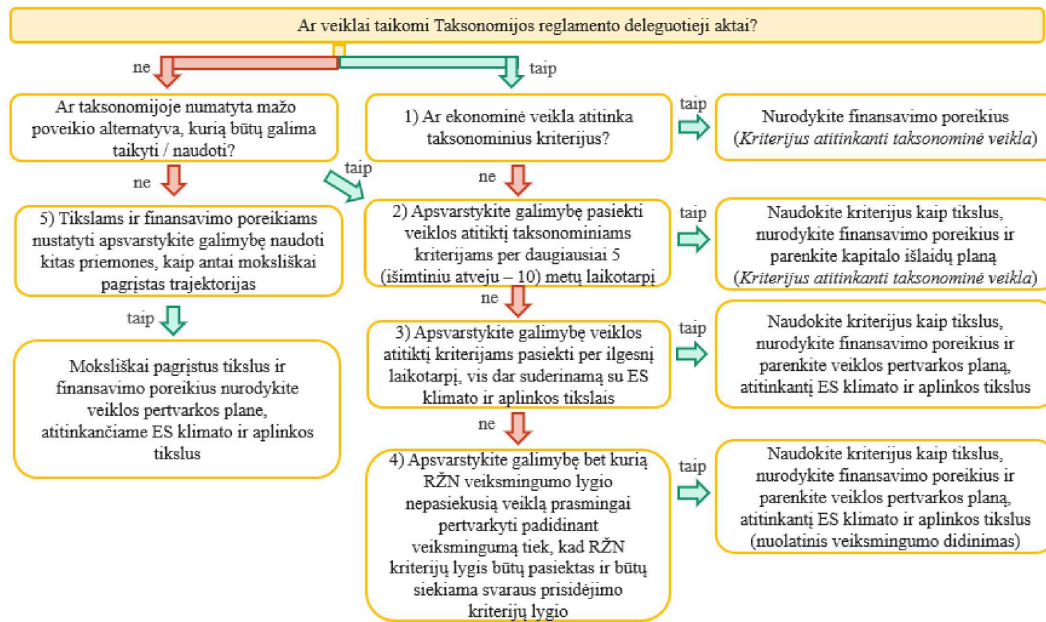 Ar veiklai taikomi Taksonomijos reglamento deleguotieji aktai?
ne
taip
Ar taksonomijoje numatyta mažo
poveikio alternatyva, kurią būtų galima
taikyti / naudoti?
1) Ar ekonominė veikla atitinka
taksonominius kriterijus?
taip
Nurodykite finansavimo poreikius
(Kriterijus atitinkanti taksonominė veikla)
ne
taip
ne
5) Tikslams ir finansavimo poreikiams
nustatyti apsvarstykite galimybę naudoti
kitas priemones, kaip antai moksliškai
pagrįstas trajektorijas
2) Apsvarstykite galimybę pasiekti
veiklos atitiktį taksonominiams
kriterijams per daugiausiai 5
(išimtiniu atveju – 10) metų laikotarpį
taip
Naudokite kriterijus kaip tikslus,
nurodykite finansavimo poreikius ir
parenkite kapitalo išlaidų planą
(Kriterijus atitinkanti taksonominė veikla)
taip
ne
Moksliškai pagrįstus tikslus ir
finansavimo poreikius nurodykite
veiklos pertvarkos plane,
atitinkančiame ES klimato ir aplinkos
tikslus
3) Apsvarstykite galimybę veiklos
atitiktį kriterijams pasiekti per ilgesnį
laikotarpį, vis dar suderinamą su ES
klimato ir aplinkos tikslais
taip
Naudokite kriterijus kaip tikslus,
nurodykite finansavimo poreikius ir
parenkite veiklos pertvarkos planą,
atitinkantį ES klimato ir aplinkos tikslus
ne
4) Apsvarstykite galimybę bet kurią
RŽN veiksmingumo lygio
nepasiekusią veiklą prasmingai
pertvarkyti padidinant
veiksmingumą tiek, kad RŽN
kriterijų lygis būtų pasiektas ir būtų
siekiama svaraus prisidėjimo
kriterijų lygio
taip
Naudokite kriterijus kaip tikslus,
nurodykite finansavimo poreikius ir
parenkite veiklos pertvarkos planą,
atitinkantį ES klimato ir aplinkos tikslus
(nuolatinis veiksmingumo didinimas)